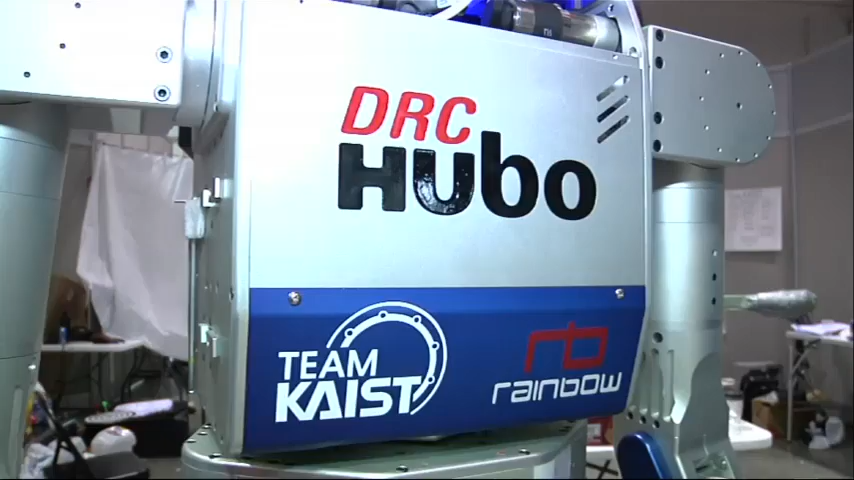 DRC
HUbo
TEAM
KAIST
rb
rainbow